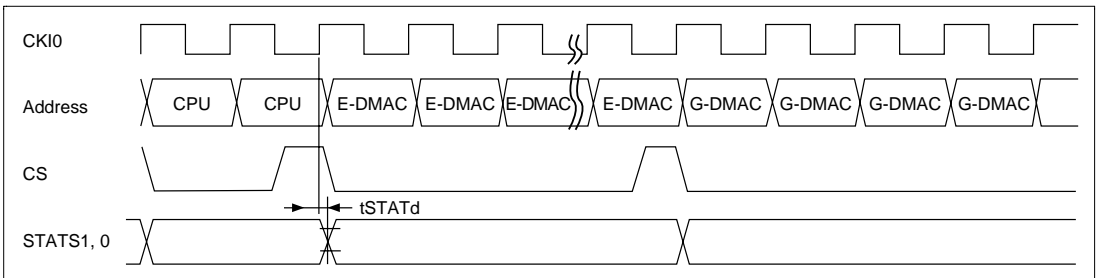 CKI0
Address CPU CPU E-DMAC E-DMAC E-DMAC E-DMAC G-DMAC G-DMAC G-DMAC G-DMAC
CS
tSTATd
STATS1, 0